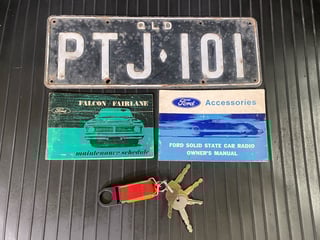 QLD
PTJ·101
FALCON - FAIRLANE
Ford
maintenance schedule
Ford Accessories
FORD SOLID STATE CAR RADIO
OWNER'S MANUAL